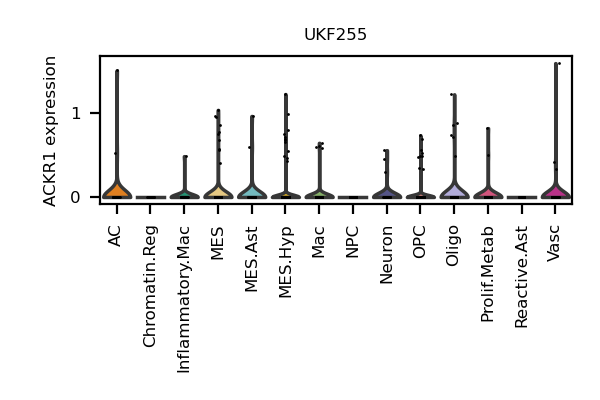 UKF255
ACKR1 expression
1
0
AC
Chromatin.Reg
Inflammatory.Mac
MES
MES.Ast
MES.Hyp
Mac
NPC
Neuron
OPC
Oligo
Prolif.Metab
Reactive.Ast
Vasc